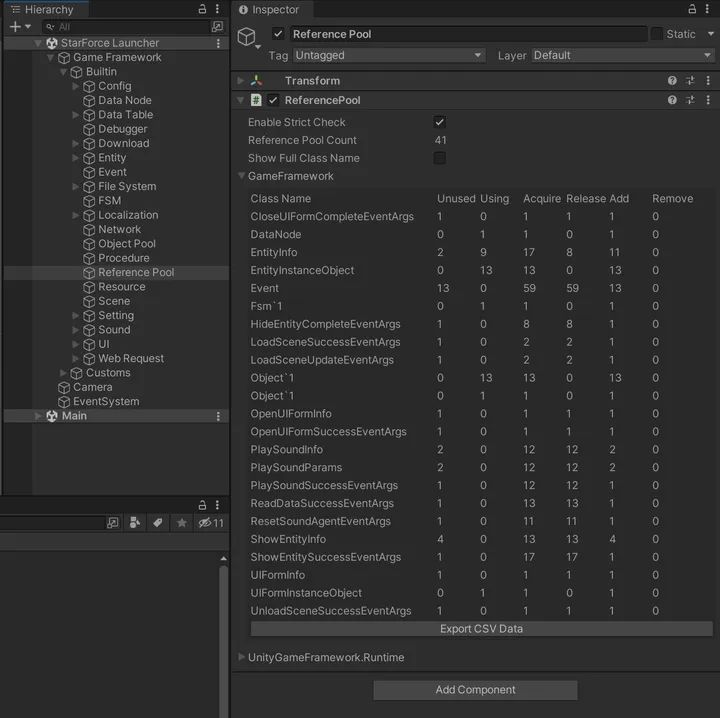 Hierarchy
All
StarForce Launcher
Game Framework
Builtin
Config
Data Node
Data Table
Debugger
Download
Entity
Event
File System
FSM
Localization
Network
Object Pool
Procedure
Reference Pool
Resource
Scene
Setting
Sound
UI
Web Request
Customs
Camera
EventSystem
Main
11
Inspector
Reference Pool Static
Tag Untagged Layer Default
Transform
ReferencePool
Enable Strict Check
Reference Pool Count 41
Show Full Class Name
GameFramework
Class Name Unused Using Acquire Release Add Remove
CloseUIFormCompleteEventArgs 1 0 1 1 1 0
DataNode 0 1 1 0 1 0
EntityInfo 2 9 17 8 11 0
EntityInstanceObject 0 13 13 0 13 0
Event 13 0 59 59 13 0
Fsm`1 0 1 1 0 1 0
HideEntityCompleteEventArgs 1 0 8 8 1 0
LoadSceneSuccessEventArgs 1 0 2 2 1 0
LoadSceneUpdateEventArgs 1 0 2 2 1 0
Object`1 0 13 13 0 13 0
Object`1 0 1 1 0 1 0
OpenUIFormInfo 1 0 1 1 1 0
OpenUIFormSuccessEventArgs 1 0 1 1 1 0
PlaySoundInfo 2 0 12 12 2 0
PlaySoundParams 2 0 12 12 2 0
PlaySoundSuccessEventArgs 1 0 12 12 1 0
ReadDataSuccessEventArgs 1 0 13 13 1 0
ResetSoundAgentEventArgs 1 0 11 11 1 0
ShowEntityInfo 4 0 13 13 4 0
ShowEntitySuccessEventArgs 1 0 17 17 1 0
UIFormInfo 1 0 1 1 1 0
UIFormInstanceObject 0 1 1 0 1 0
UnloadSceneSuccessEventArgs 1 0 1 1 1 0
Export CSV Data
UnityGameFramework.Runtime
Add Component